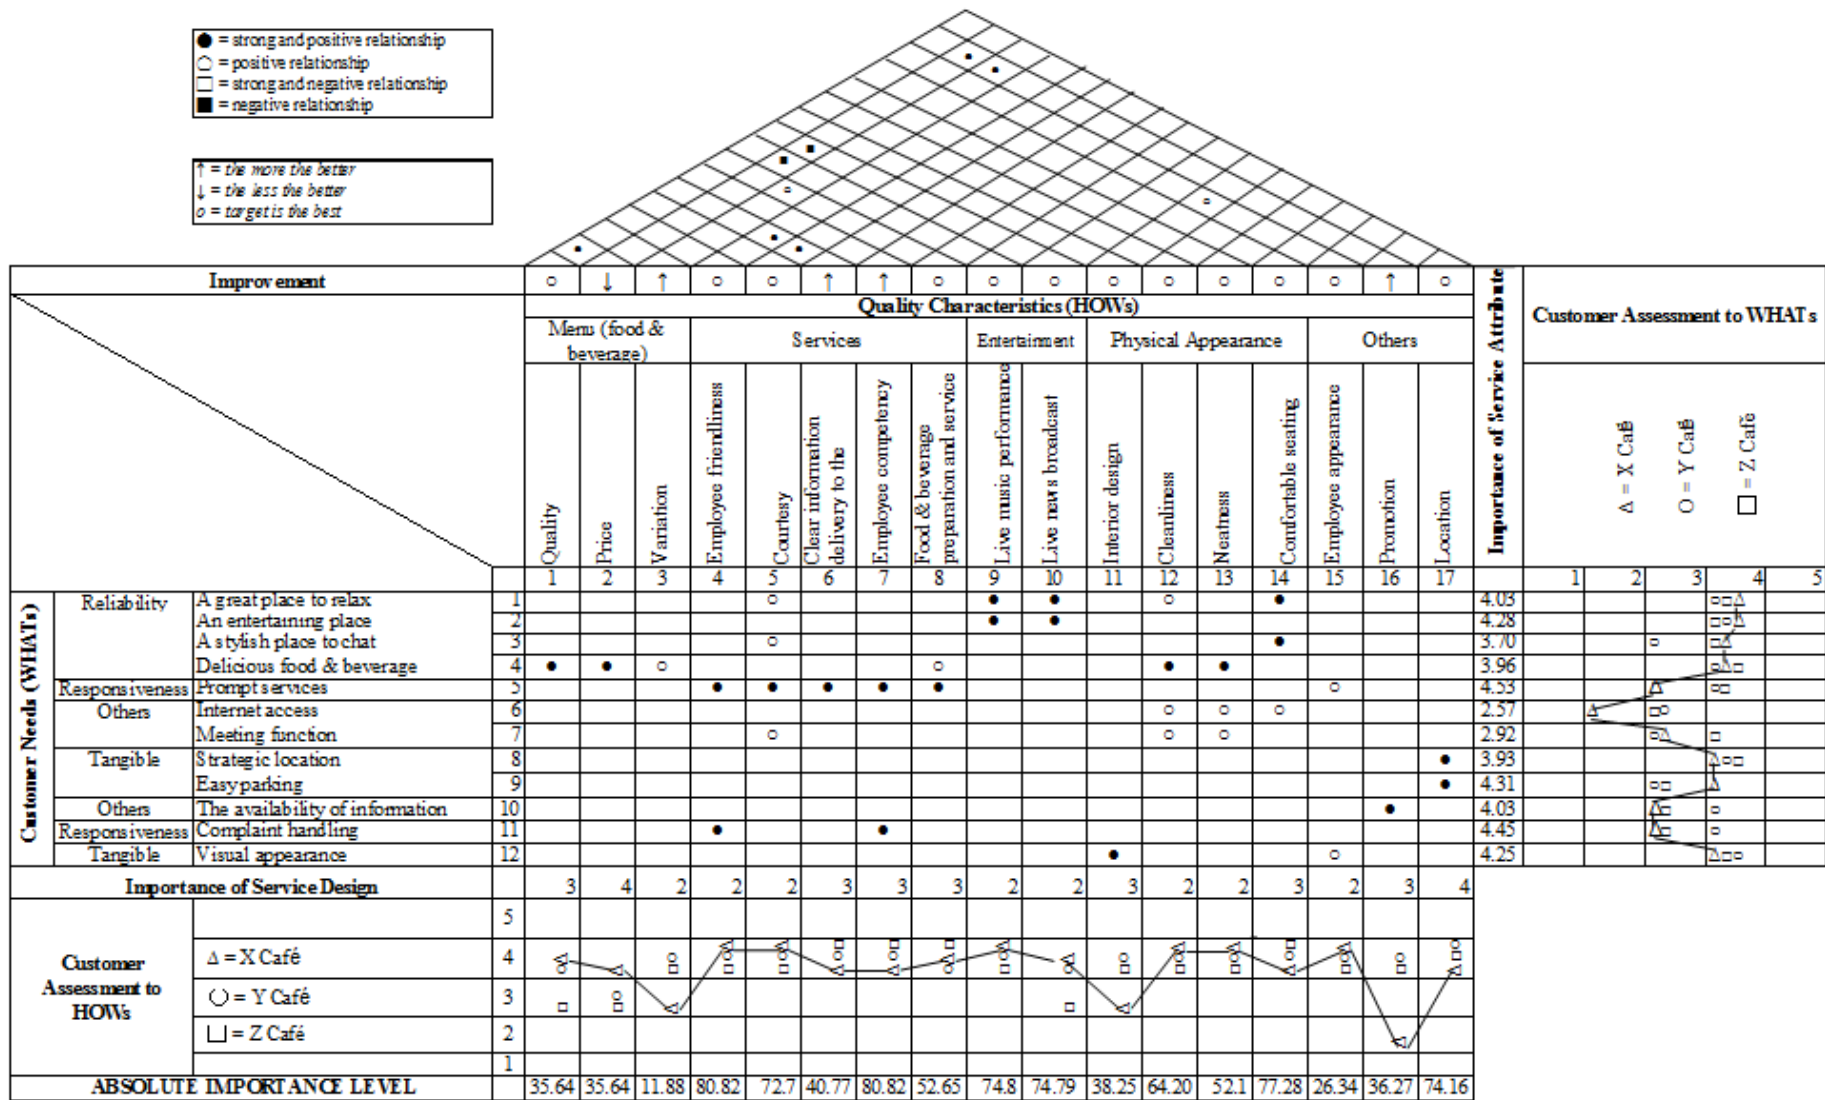 ● = strong and positive relationship
○ = positive relationship
□ = strong and negative relationship
■ = negative relationship
↑ = the more the better
↓ = the less the better
o = target is the best
Improvement
○ ↓ ↑ ○ ○ ↑ ↑ ○ ○ ○ ○ ○ ○ ○ ○ ↑ ○
Quality Characteristics (HOWs)
Menu (food &
beverage)
Services
Entertainment
Physical Appearance
Others
Quality
Price
Variation
Employee friendliness
Courtesy
Clear information
delivery to the
Employee competency
Food & beverage
preparation and service
Live music performance
Live news broadcast
Interior design
Cleanliness
Neatness
Comfortable seating
Employee appearance
Promotion
Location
Importance of Service Attribute
Customer Assessment to WHATs
Δ = X Café
○ = Y Café
□ = Z Café
1 2 3 4 5 6 7 8 9 10 11 12 13 14 15 16 17
1 2 3 4 5
Customer Needs (WHATs)
Reliability A great place to relax 1 4.03
An entertaining place 2 4.28
A stylish place to chat 3 3.70
Delicious food & beverage 4 3.96
Responsiveness Prompt services 5 4.53
Others Internet access 6 2.57
Meeting function 7 2.92
Tangible Strategic location 8 3.93
Easy parking 9 4.31
Others The availability of information 10 4.03
Responsiveness Complaint handling 11 4.45
Tangible Visual appearance 12 4.25
Importance of Service Design 3 4 2 2 2 3 3 3 2 2 3 2 2 3 2 3 4
Customer
Assessment to
HOWs
Δ = X Café
○ = Y Café
□ = Z Café
5
4
3
2
1
ABSOLUTE IMPORTANCE LEVEL 35.64 35.64 11.88 80.82 72.7 40.77 80.82 52.65 74.8 74.79 38.25 64.20 52.1 77.28 26.34 36.27 74.16